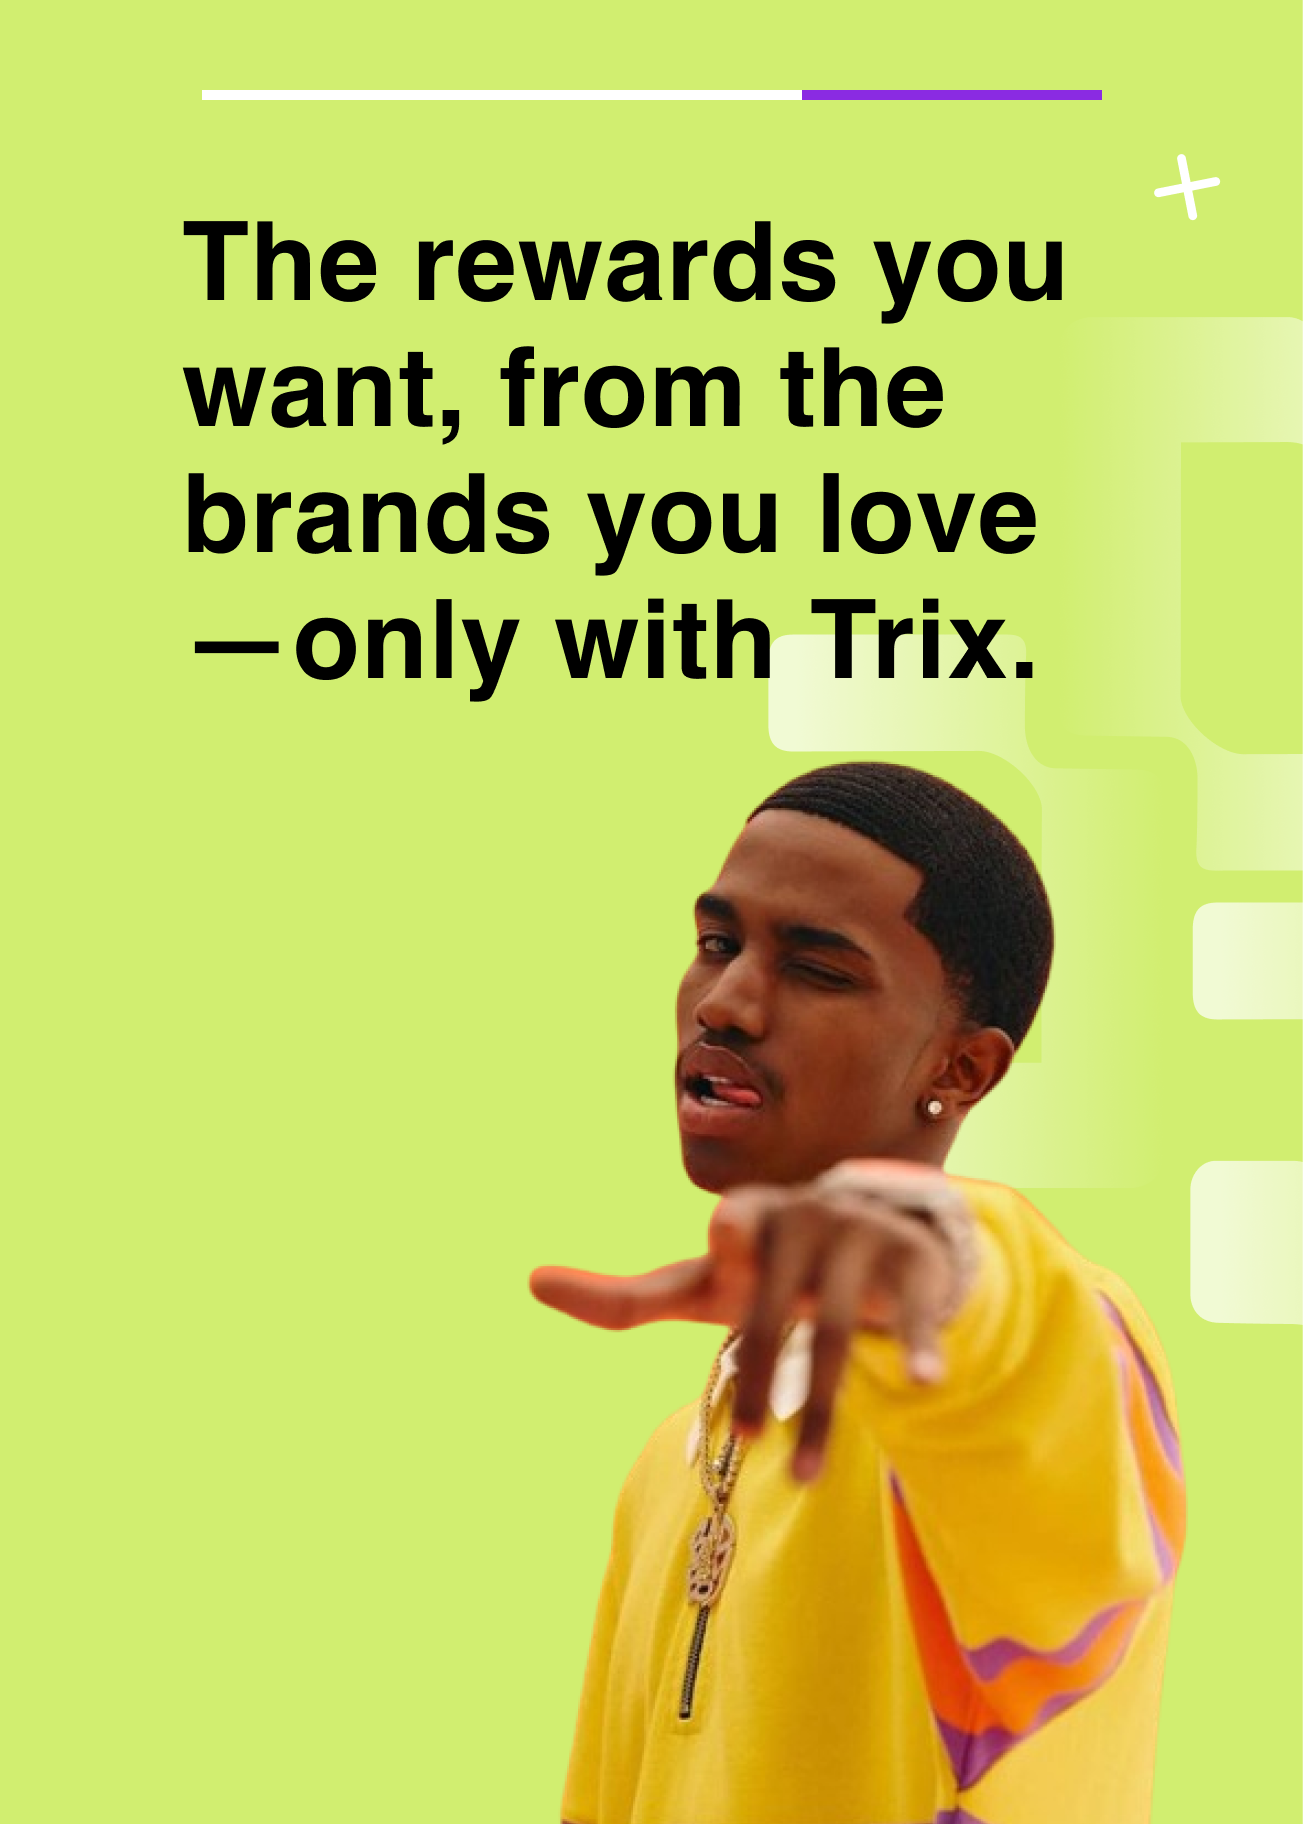 The rewards you
want, from the
brands you love
—only with Trix.